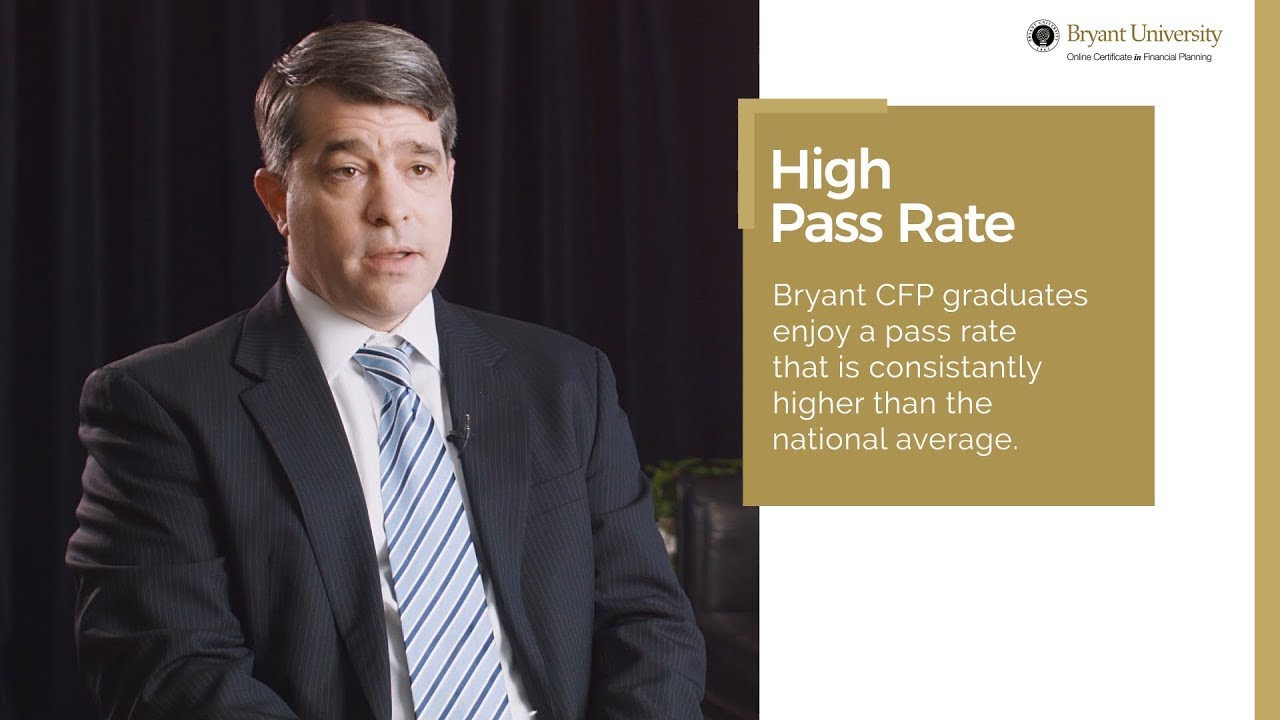 Bryant University
Online Certificate in Financial Planning
High
Pass Rate
Bryant CFP graduates
enjoy a pass rate
that is consistantly
higher than the
national average.